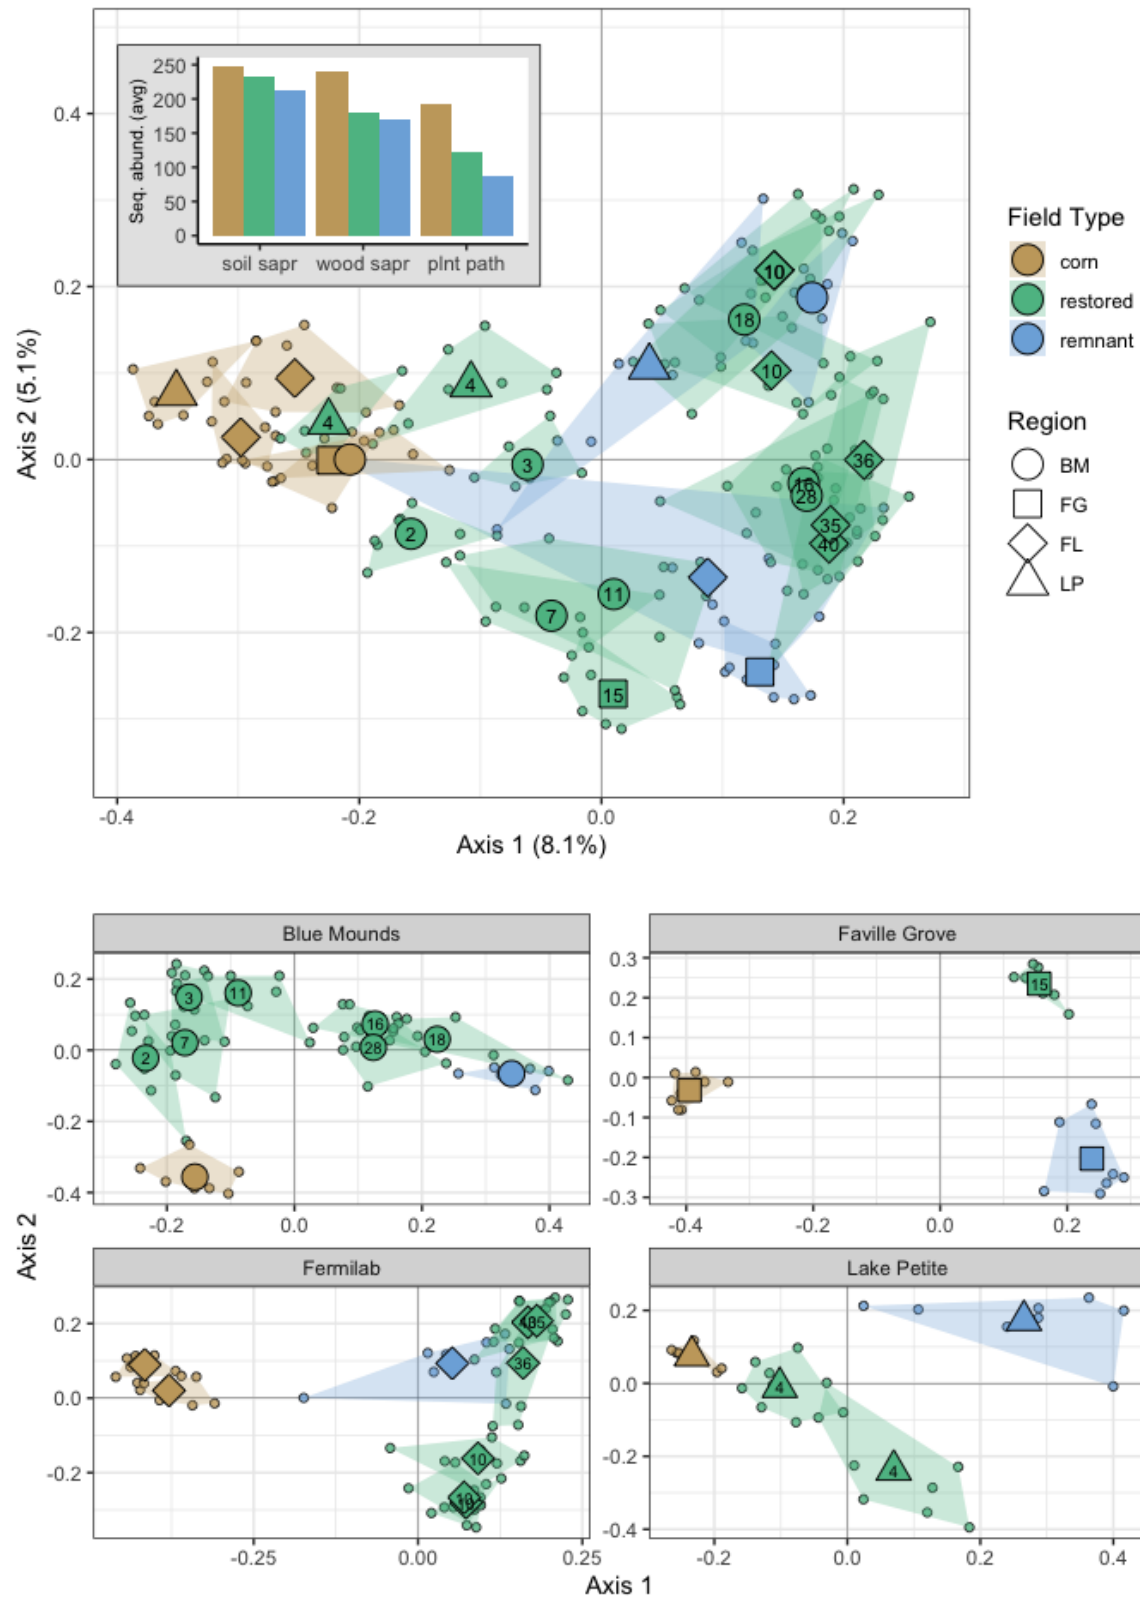 Seq. abund. (avg)
250
200
150
100
50
0
soil sapr wood sapr plnt path
Axis 2 (5.1%)
0.4
0.2
0.0
-0.2
10
18
10
4
4
3
36
16
28
2
35
40
11
7
15
-0.4 -0.2 0.0 0.2
Axis 1 (8.1%)
Field Type
corn
restored
remnant
Region
BM
FG
FL
LP
Blue Mounds
0.2
0.0
-0.2
-0.4
3
11
16
18
7
28
2
-0.2 0.0 0.2 0.4
Faville Grove
0.3
0.2
0.1
0.0
-0.1
-0.2
-0.3
15
-0.4 -0.2 0.0 0.2
Axis 2
Fermilab
0.2
0.0
-0.2
35
36
10
10
-0.25 0.00 0.25
Lake Petite
0.2
0.0
-0.2
-0.4
4
4
-0.2 0.0 0.2 0.4
Axis 1